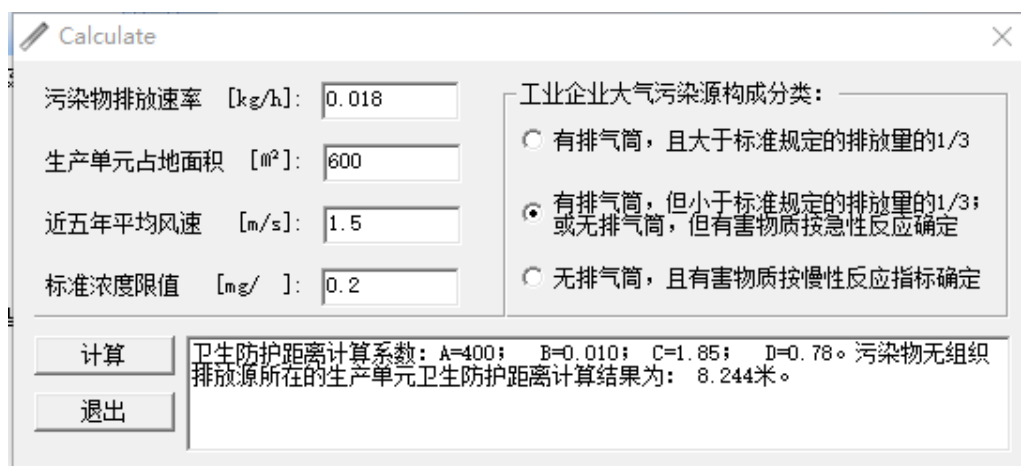 Calculate
污染物排放速率 [kg/h]: 0.018
生产单元占地面积 [m²]: 600
近五年平均风速 [m/s]: 1.5
标准浓度限值 [mg/ ]: 0.2
工业企业大气污染源构成分类:
有排气筒，且大于标准规定的排放量的1/3
有排气筒，但小于标准规定的排放量的1/3；
或无排气筒，但有害物质按急性反应确定
无排气筒，且有害物质按慢性反应指标确定
计算
退出
卫生防护距离计算系数: A=400; B=0.010; C=1.85; D=0.78。污染物无组织
排放源所在的生产单元卫生防护距离计算结果为: 8.244米。